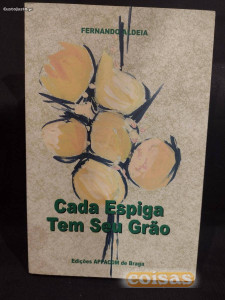 FERNANDO ALDEIA
Cada Espiga
Tem Seu Grão
Edições APPACDM de Braga
coisas